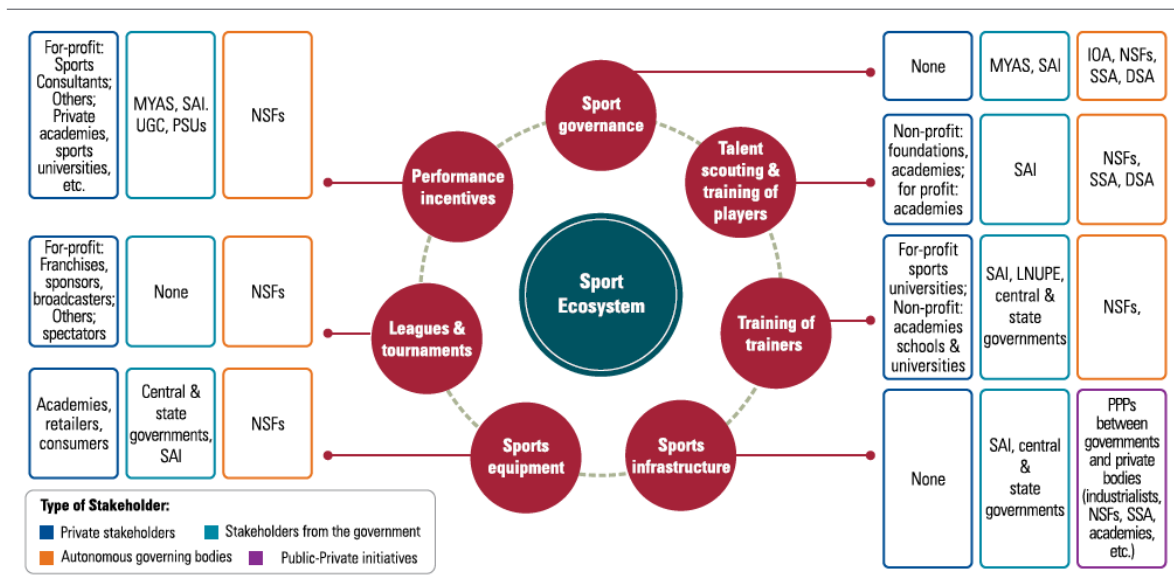 For-profit:
Sports
Consultants;
Others;
Private
academies,
sports
universities,
etc.
MYAS, SAI.
UGC, PSUs
NSFs
Performance
incentives
For-profit:
Franchises,
sponsors,
broadcasters;
Others;
spectators
None
NSFs
Leagues &
tournaments
Academies,
retailers,
consumers
Central &
state
governments,
SAI
NSFs
Sports
equipment
Sport
Ecosystem
Sport
governance
None
MYAS, SAI
IOA, NSFs,
SSA, DSA
Talent
scouting &
training of
players
Non-profit:
foundations,
academies;
for profit:
academies
SAI
NSFs,
SSA, DSA
Training of
trainers
For-profit
sports
universities;
Non-profit:
academies
schools &
universities
SAI, LNUPE,
central &
state
governments
NSFs,
Sports
infrastructure
None
SAI, central
&
state
governments
PPPs
between
governments
and private
bodies
(industrialists,
NSFs, SSA,
academies,
etc.)
Type of Stakeholder:
Private stakeholders
Stakeholders from the government
Autonomous governing bodies
Public-Private initiatives